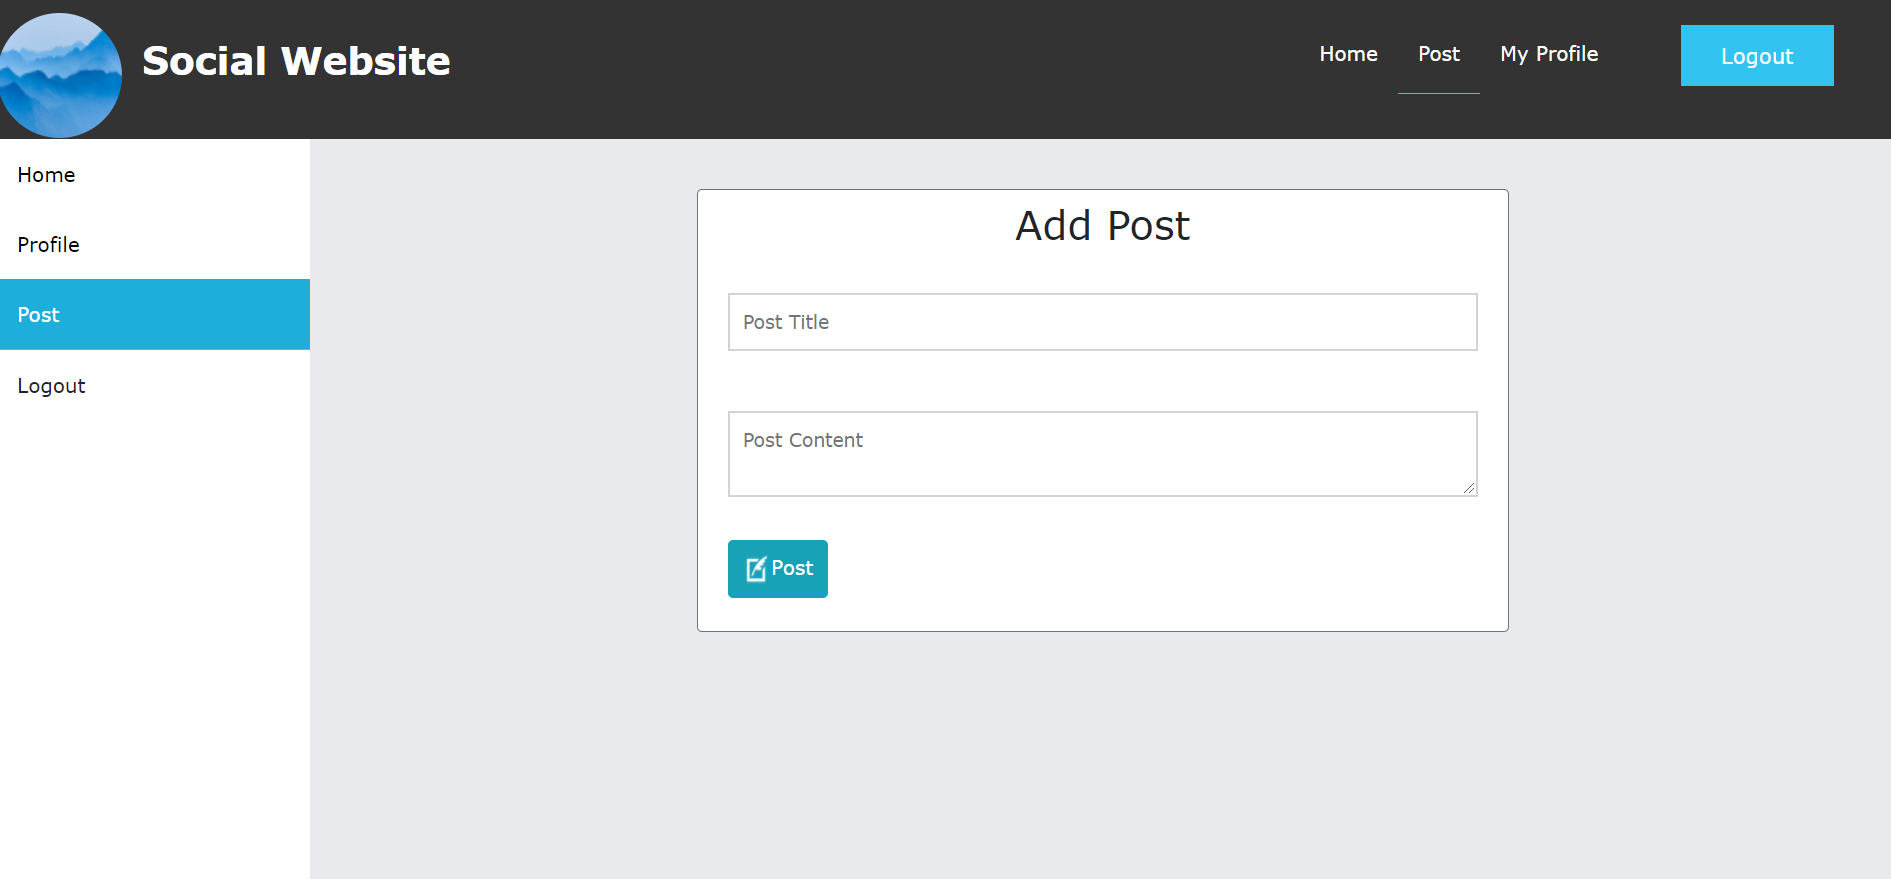 Social Website
Home Post My Profile Logout
Home
Profile
Post
Logout
Add Post
Post Title
Post Content
Post